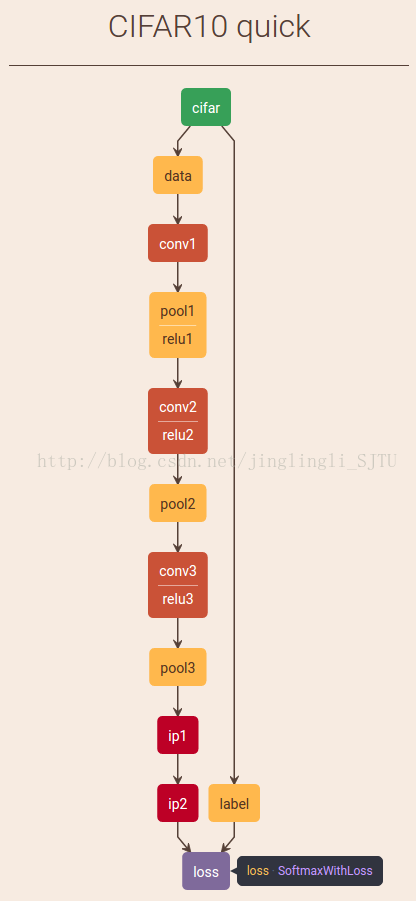 CIFAR10 quick
cifar
data
conv1
pool1
relu1
conv2
relu2
http://blog.csdn.net/jinglingli_SJTU
pool2
conv3
relu3
pool3
ip1
ip2 label
loss loss SoftmaxWithLoss